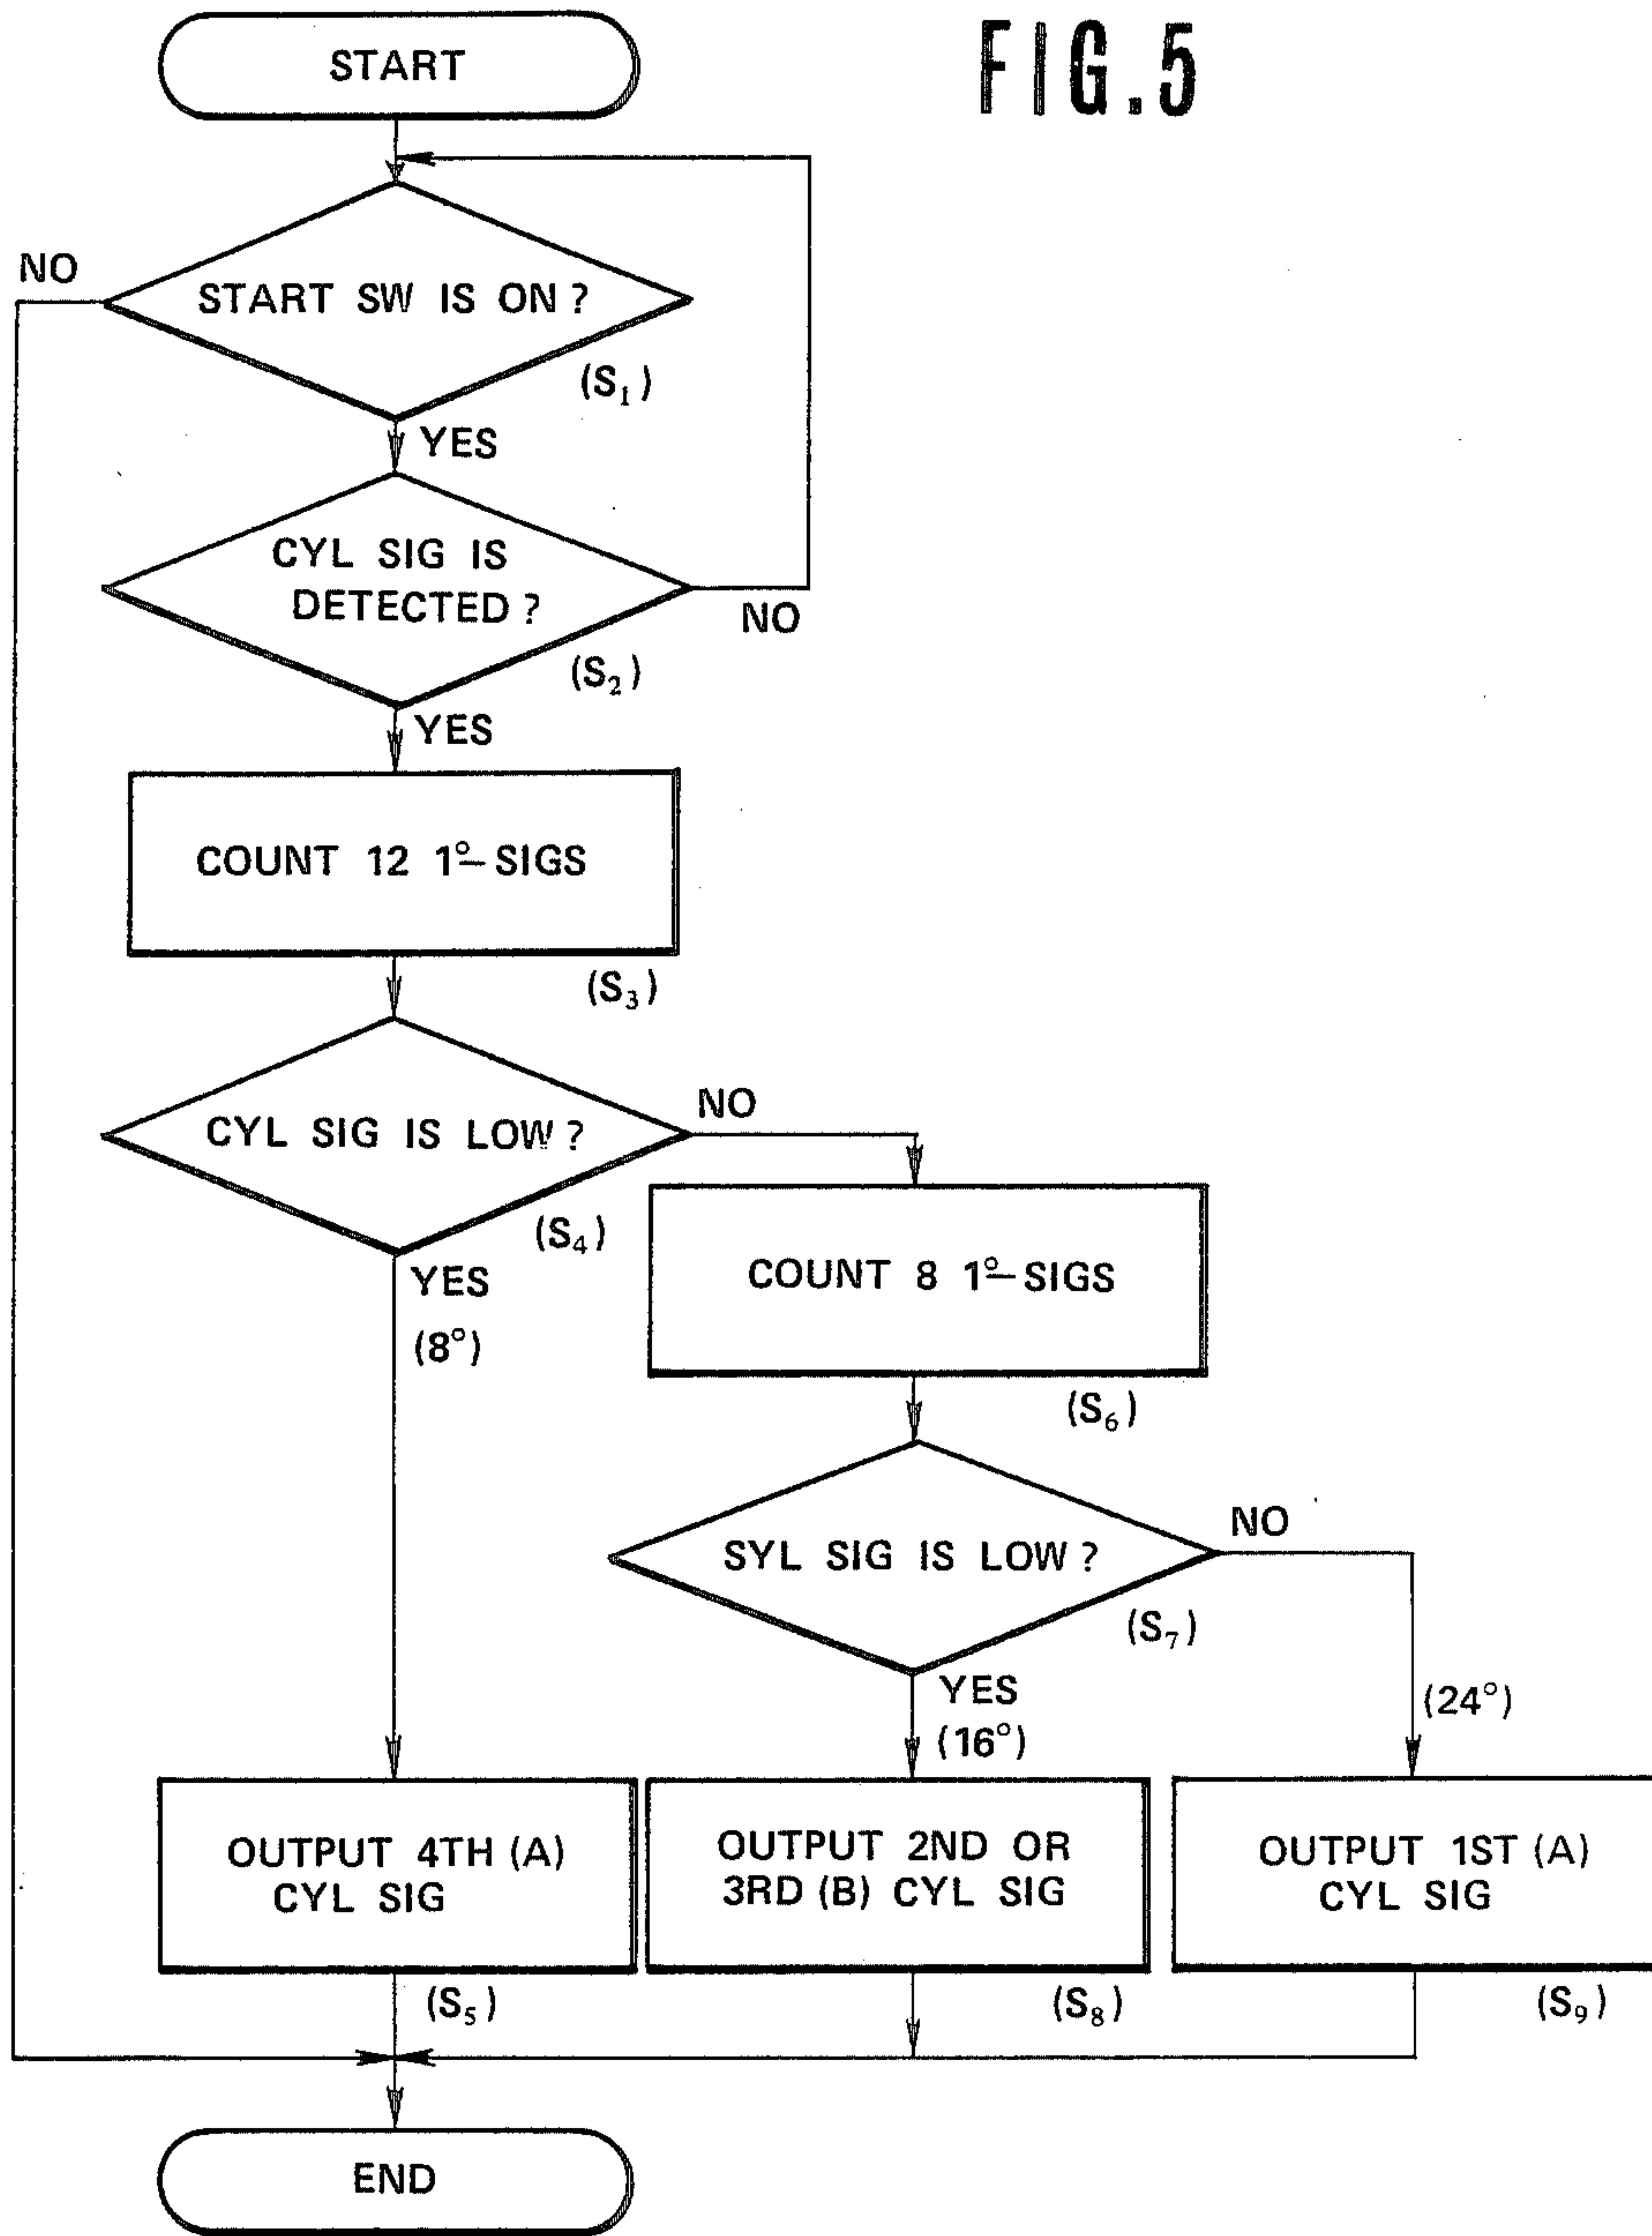 FIG.5
START
NO
START SW IS ON?
(S1)
YES
CYL SIG IS
DETECTED?
NO
(S2)
YES
COUNT 12 1°-SIGS
(S3)
CYL SIG IS LOW?
NO
(S4)
YES
(8°)
COUNT 8 1°-SIGS
(S6)
SYL SIG IS LOW?
NO
(S7)
YES
(16°)
(24°)
OUTPUT 4TH (A)
CYL SIG
(S5)
OUTPUT 2ND OR
3RD (B) CYL SIG
(S8)
OUTPUT 1ST (A)
CYL SIG
(S9)
END